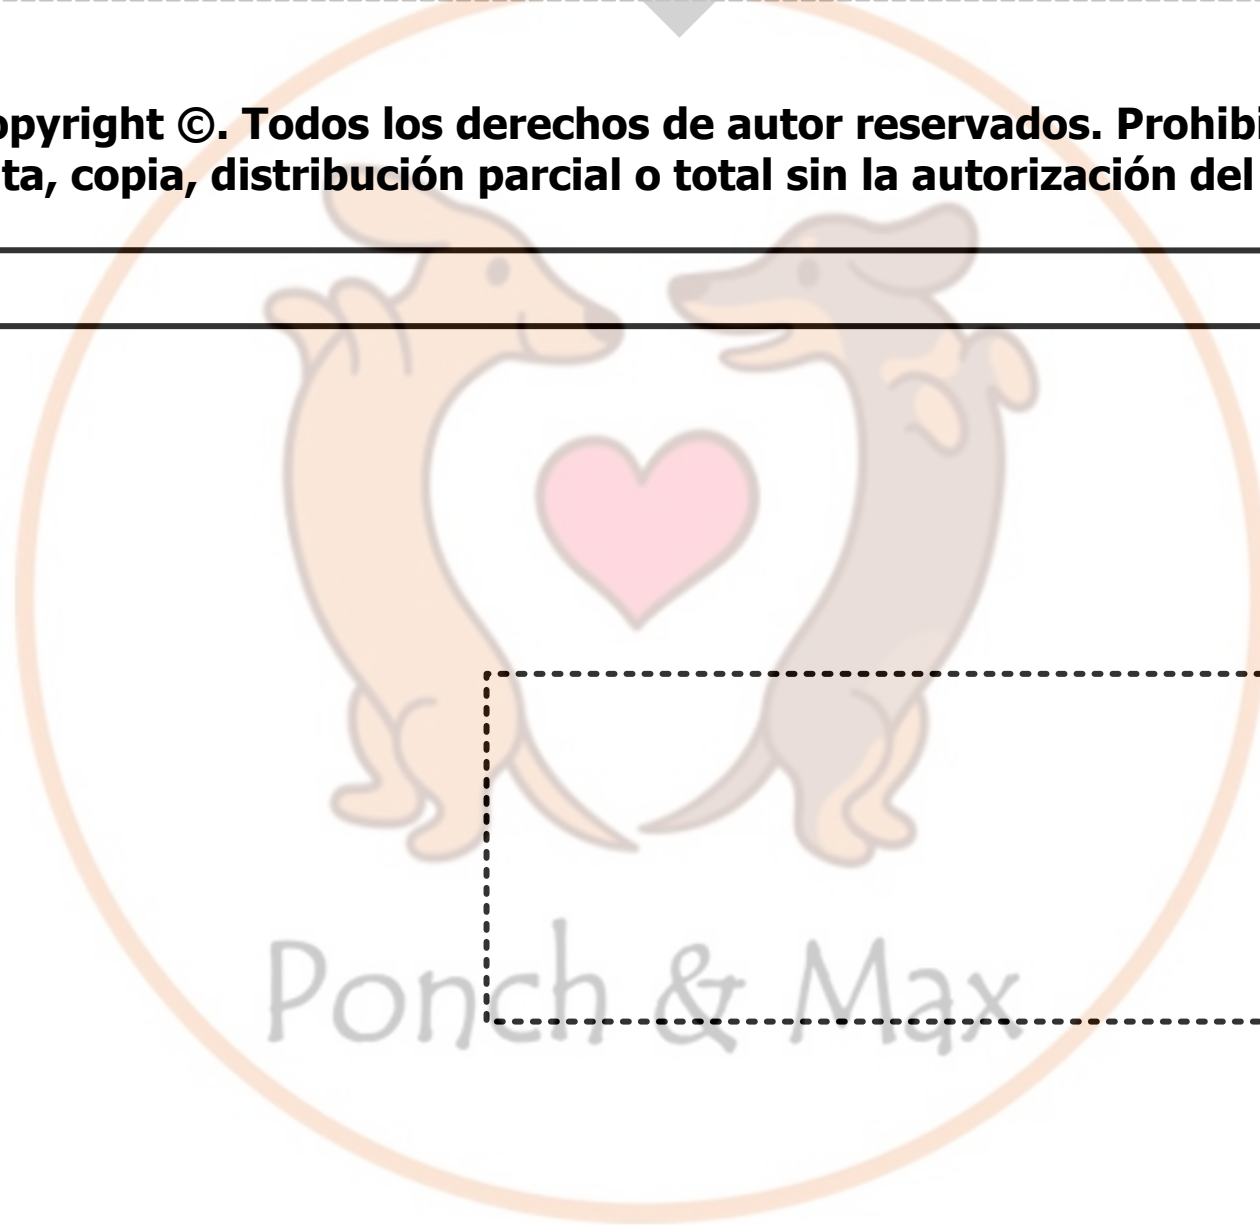 opyright ©. Todos los derechos de autor reservados. Prohibi
ta, copia, distribución parcial o total sin la autorización del
Ponch & Max